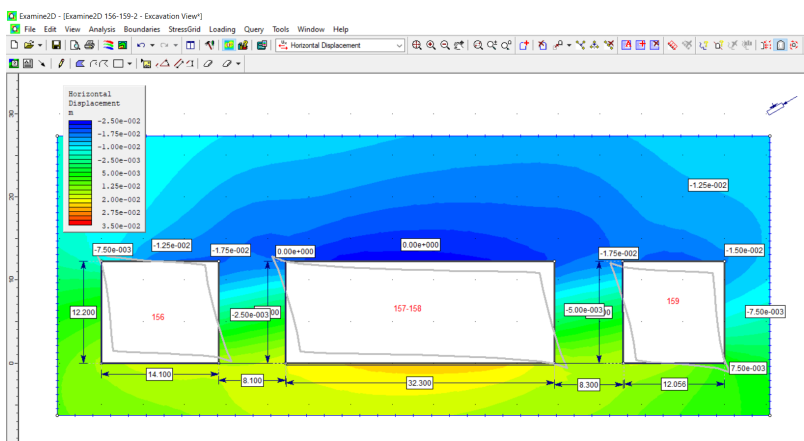 Examine2D - [Examine2D 156-159-2 - Excavation View*]
File Edit View Analysis Boundaries StressGrid Loading Query Tools Window Help
Horizontal Displacement
Horizontal
Displacement
m
-2.50e-002
-1.75e-002
-1.00e-002
-2.50e-003
5.00e-003
1.25e-002
2.00e-002
2.75e-002
3.50e-002
-1.25e-002
-7.50e-003
-1.25e-002
-1.75e-002
0.00e+000
0.00e+000
-1.75e-002
-1.50e-002
12.200
156
-2.50e-003
157-158
-5.00e-003
159
-7.50e-003
7.50e-003
14.100
8.100
32.300
8.300
12.056